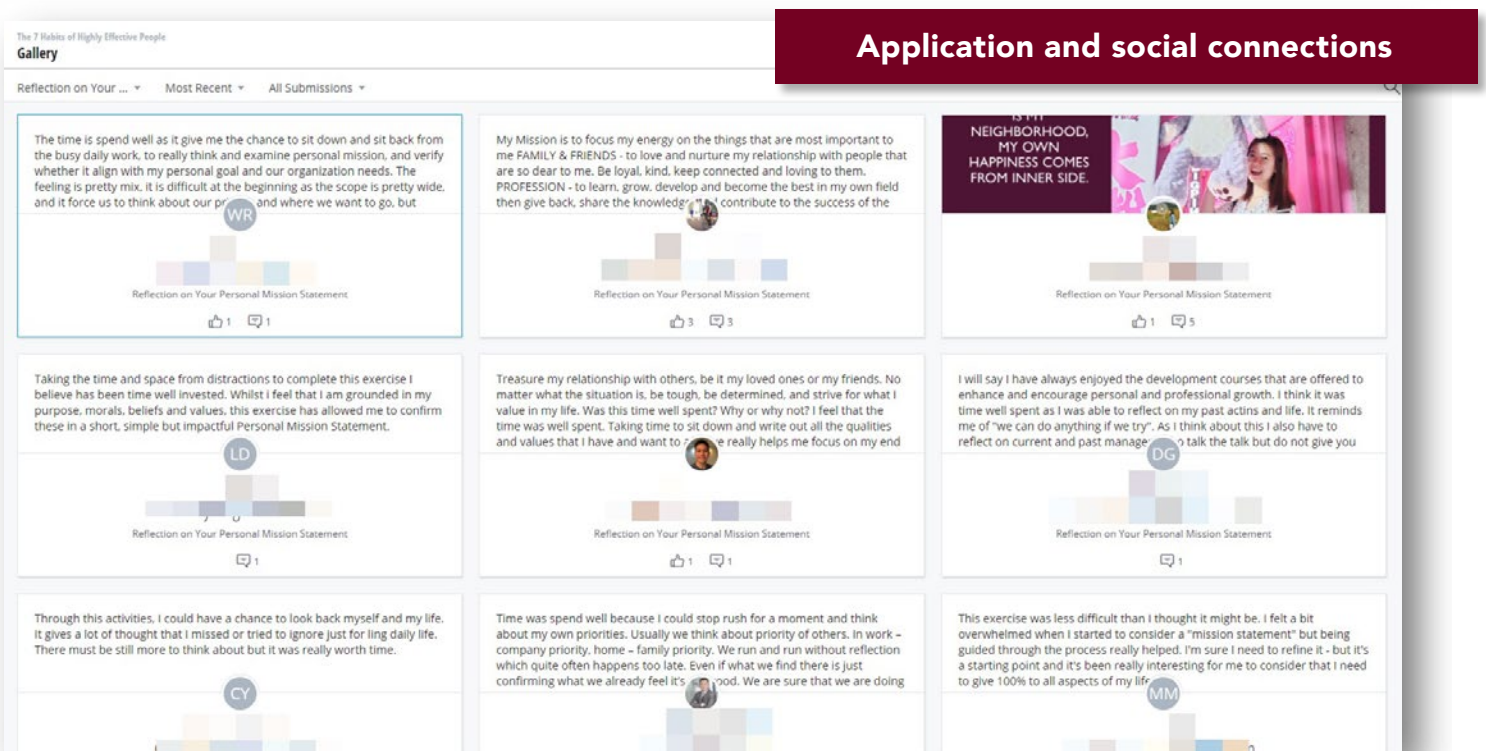 The 7 Habits of Highly Effective People
Gallery
Application and social connections
Reflection on Your ...
Most Recent
All Submissions
The time is spend well as it give me the chance to sit down and sit back from
the busy daily work, to really think and examine personal mission, and verify
whether it align with my personal goal and our organization needs. The
feeling is pretty mix, it is difficult at the beginning as the scope is pretty wide,
and it force us to think about our and where we want to go, but
WR
Reflection on Your Personal Mission Statement
1 1
My Mission is to focus my energy on the things that are most important to
me FAMILY & FRIENDS - to love and nurture my relationship with people that
are so dear to me. Be loyal, kind, keep connected and loving to them.
PROFESSION - to learn, grow, develop and become the best in my own field
then give back, share the knowledge contribute to the success of the
Reflection on Your Personal Mission Statement
3 3
NEIGHBORHOOD,
MY OWN
HAPPINESS COMES
FROM INNER SIDE.
Reflection on Your Personal Mission Statement
1 5
Taking the time and space from distractions to complete this exercise I
believe has been time well invested. Whilst i feel that I am grounded in my
purpose, morals, beliefs and values, this exercise has allowed me to confirm
these in a short, simple but impactful Personal Mission Statement.
LD
Reflection on Your Personal Mission Statement
1
Treasure my relationship with others, be it my loved ones or my friends. No
matter what the situation is, be tough, be determined, and strive for what I
value in my life. Was this time well spent? Why or why not? I feel that the
time was well spent. Taking time to sit down and write out all the qualities
and values that I have and want to really helps me focus on my end
Reflection on Your Personal Mission Statement
1 1
I will say I have always enjoyed the development courses that are offered to
enhance and encourage personal and professional growth. I think it was
time well spent as I was able to reflect on my past actins and life. It reminds
me of "we can do anything if we try". As I think about this I also have to
reflect on current and past talk the talk but do not give you
DG
Reflection on Your Personal Mission Statement
1
Through this activities, I could have a chance to look back myself and my life.
It gives a lot of thought that I missed or tried to ignore just for ling daily life.
There must be still more to think about but it was really worth time.
CY
Time was spend well because I could stop rush for a moment and think
about my own priorities. Usually we think about priority of others. In work –
company priority, home – family priority. We run and run without reflection
which quite often happens too late. Even if what we find there is just
confirming what we already feel it's We are sure that we are doing
This exercise was less difficult than I thought it might be. I felt a bit
overwhelmed when I started to consider a "mission statement" but being
guided through the process really helped. I'm sure I need to refine it - but it's
a starting point and it's been really interesting for me to consider that I need
to give 100% to all aspects of my
MM